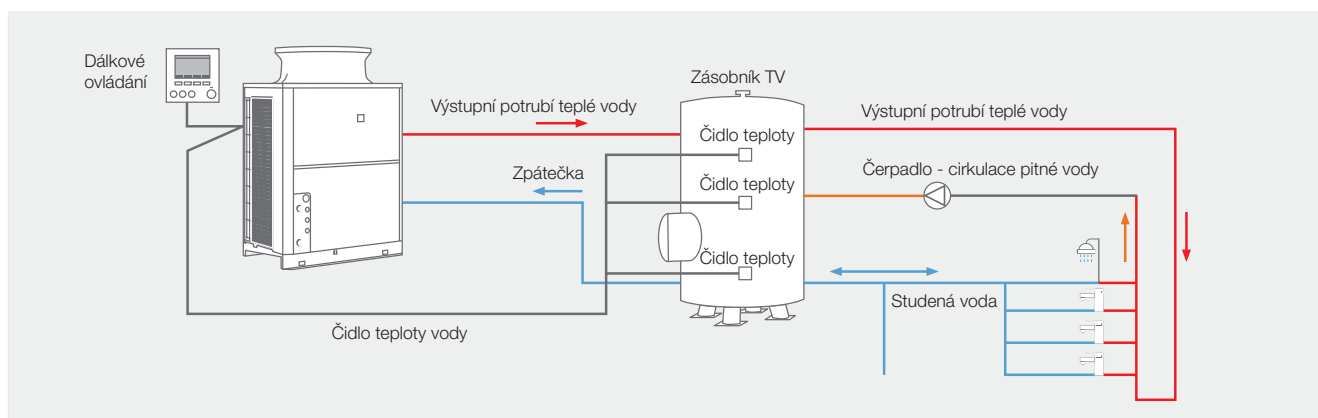 Dálkové
ovládání
Výstupní potrubí teplé vody
Zpátečka
Čidlo teploty vody
Zásobník TV
Čidlo teploty
Čidlo teploty
Čidlo teploty
Výstupní potrubí teplé vody
Čerpadlo - cirkulace pitné vody
Studená voda